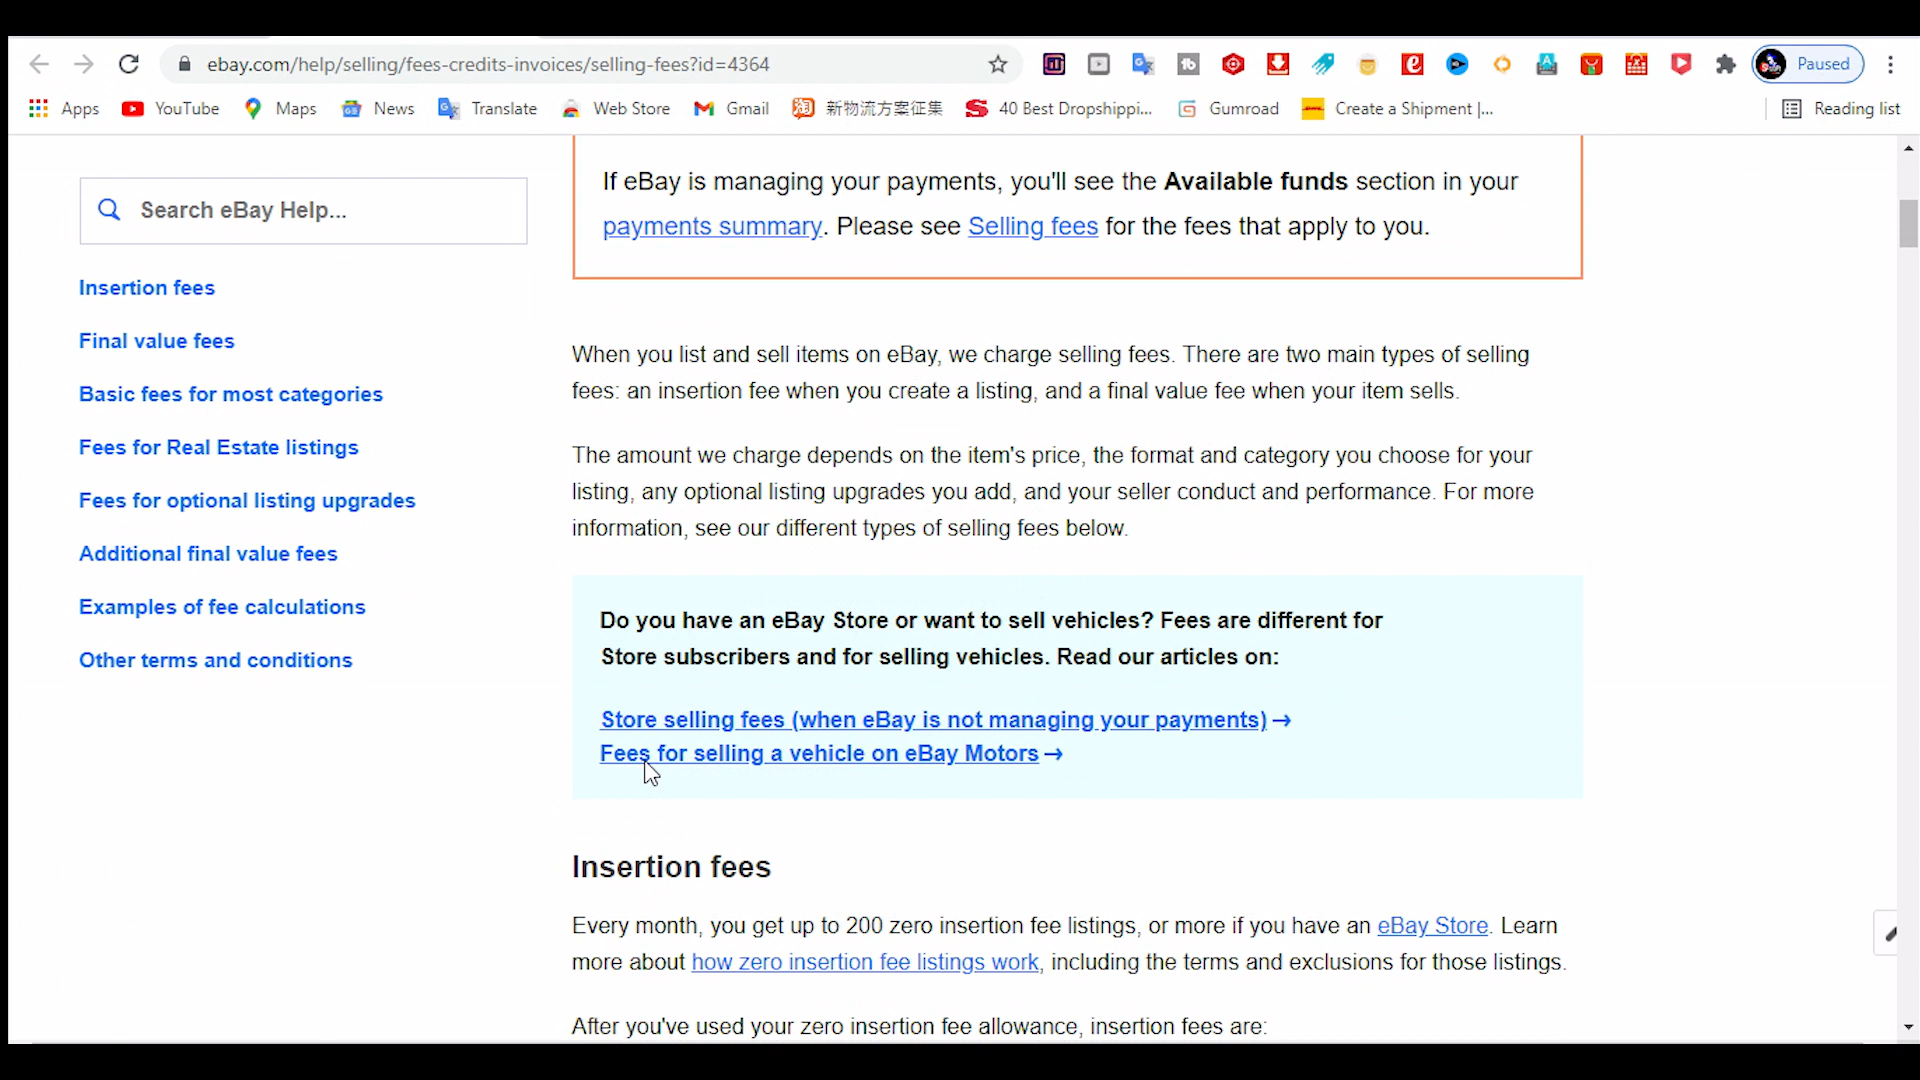 ebay.com/help/selling/fees-credits-invoices/selling-fees?id=4364
Paused
Apps
YouTube
Maps
News
Translate
Web Store
Gmail
新物流方案征集
40 Best Dropshippi...
Gumroad
Create a Shipment |...
Reading list
Search eBay Help...
Insertion fees
Final value fees
Basic fees for most categories
Fees for Real Estate listings
Fees for optional listing upgrades
Additional final value fees
Examples of fee calculations
Other terms and conditions
If eBay is managing your payments, you'll see the Available funds section in your
payments summary. Please see Selling fees for the fees that apply to you.
When you list and sell items on eBay, we charge selling fees. There are two main types of selling
fees: an insertion fee when you create a listing, and a final value fee when your item sells.
The amount we charge depends on the item's price, the format and category you choose for your
listing, any optional listing upgrades you add, and your seller conduct and performance. For more
information, see our different types of selling fees below.
Do you have an eBay Store or want to sell vehicles? Fees are different for
Store subscribers and for selling vehicles. Read our articles on:
Store selling fees (when eBay is not managing your payments)→
Fees for selling a vehicle on eBay Motors→
Insertion fees
Every month, you get up to 200 zero insertion fee listings, or more if you have an eBay Store. Learn
more about how zero insertion fee listings work, including the terms and exclusions for those listings.
After you've used your zero insertion fee allowance, insertion fees are: